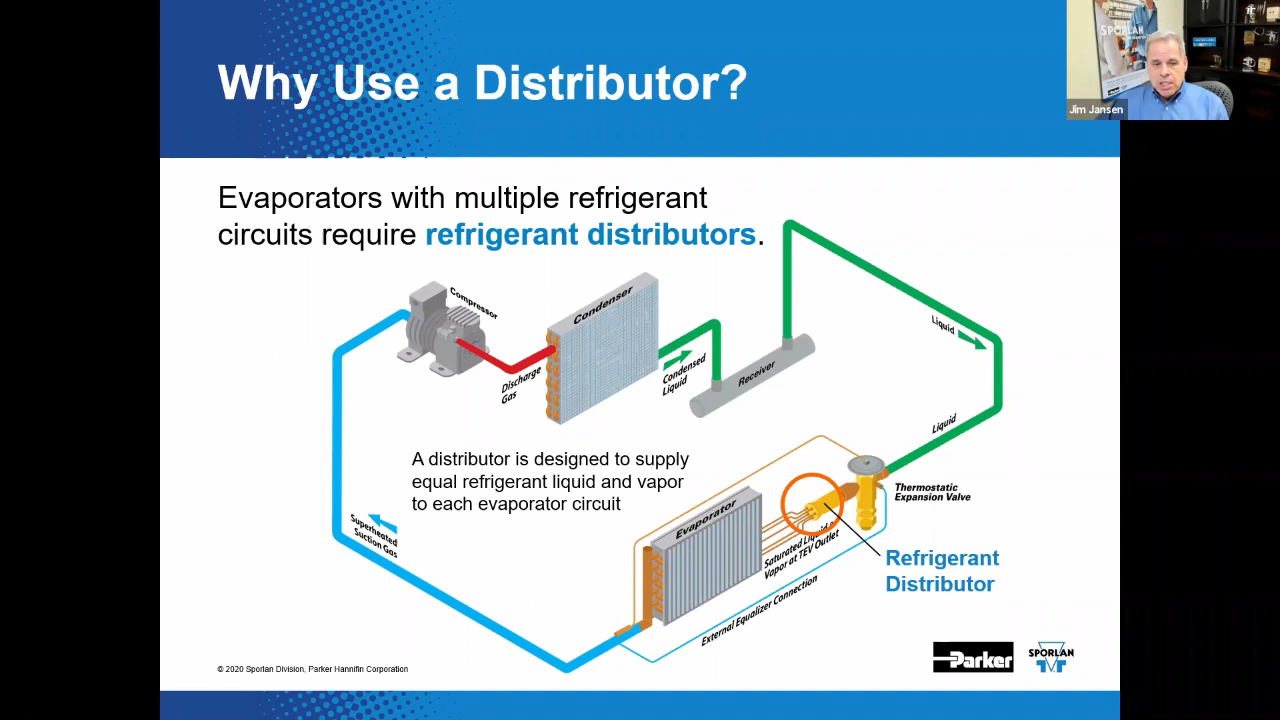 Why Use a Distributor?
SPORLAN
Jim Jansen
Evaporators with multiple refrigerant
circuits require refrigerant distributors.
Compressor
Condenser
Discharge
Gas
Condensed
Liquid
Receiver
Liquid
Liquid
A distributor is designed to supply
equal refrigerant liquid and vapor
to each evaporator circuit
Thermostatic
Expansion Valve
Evaporator
Superheated
Suction Gas
Saturated Liquid &
Vapor at TEV Outlet
Refrigerant
Distributor
External Equalizer Connection
Parker
SPORLAN
© 2020 Sporlan Division, Parker Hannifin Corporation